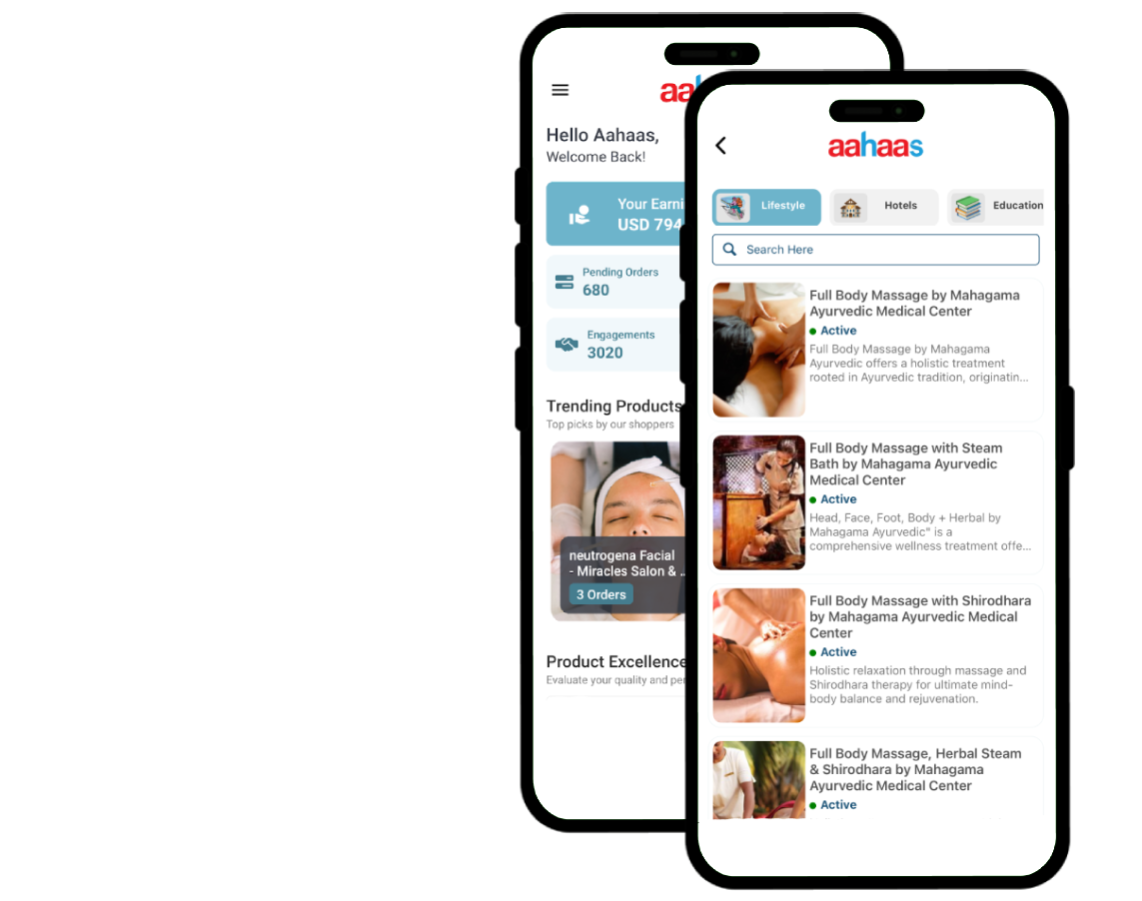 aa
Hello Aahaas,
Welcome Back!
Your Earni
USD 794
Pending Orders
680
Engagements
3020
Trending Products
Top picks by our shoppers
neutrogena Facial
- Miracles Salon & ..
3 Orders
Product Excellence
Evaluate your quality and per
aahaas
Lifestyle
Hotels
Education
Search Here
Full Body Massage by Mahagama
Ayurvedic Medical Center
Active
Full Body Massage by Mahagama
Ayurvedic offers a holistic treatment
rooted in Ayurvedic tradition, originatin...
Full Body Massage with Steam
Bath by Mahagama Ayurvedic
Medical Center
Active
Head, Face, Foot, Body + Herbal by
Mahagama Ayurvedic" is a
comprehensive wellness treatment offe...
Full Body Massage with Shirodhara
by Mahagama Ayurvedic Medical
Center
Active
Holistic relaxation through massage and
Shirodhara therapy for ultimate mind-
body balance and rejuvenation.
Full Body Massage, Herbal Steam
& Shirodhara by Mahagama
Ayurvedic Medical Center
Active